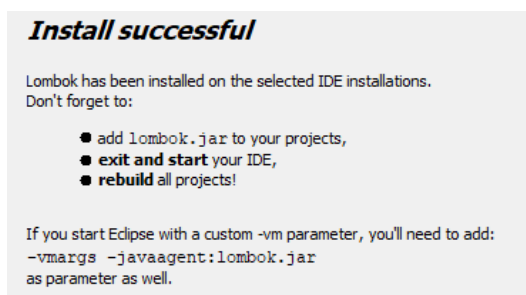 Install successful
Lombok has been installed on the selected IDE installations.
Don't forget to:
● add lombok.jar to your projects,
● exit and start your IDE,
● rebuild all projects!
If you start Eclipse with a custom -vm parameter, you'll need to add:
-vmargs -javaagent:lombok.jar
as parameter as well.